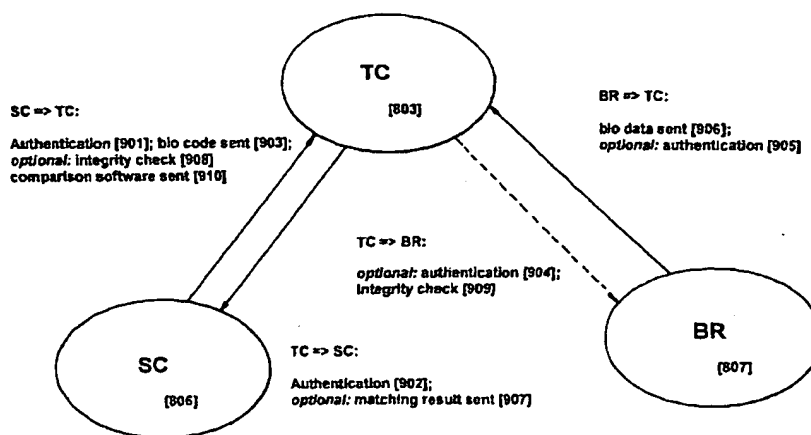 TC
[803]
SC => TC:
Authentication [901]; bio code sent [903];
optional: integrity check [908]
comparison software sent [910]
BR => TC:
bio data sent [906];
optional: authentication [905]
TC => BR:
optional: authentication [904];
integrity check [909]
SC
[806]
TC => SC:
Authentication [902];
optional: matching result sent [907]
BR
[807]